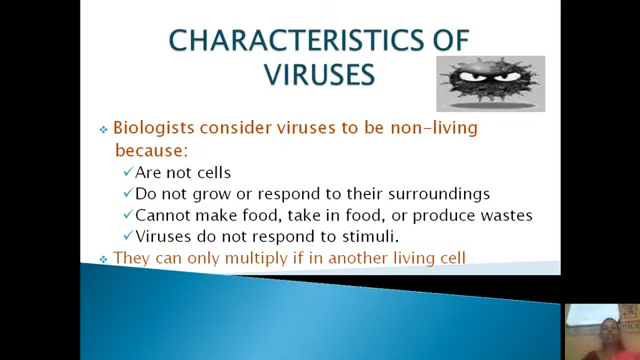 CHARACTERISTICS OF
VIRUSES
Biologists consider viruses to be non-living
because:
Are not cells
Do not grow or respond to their surroundings
Cannot make food, take in food, or produce wastes
Viruses do not respond to stimuli.
They can only multiply if in another living cell